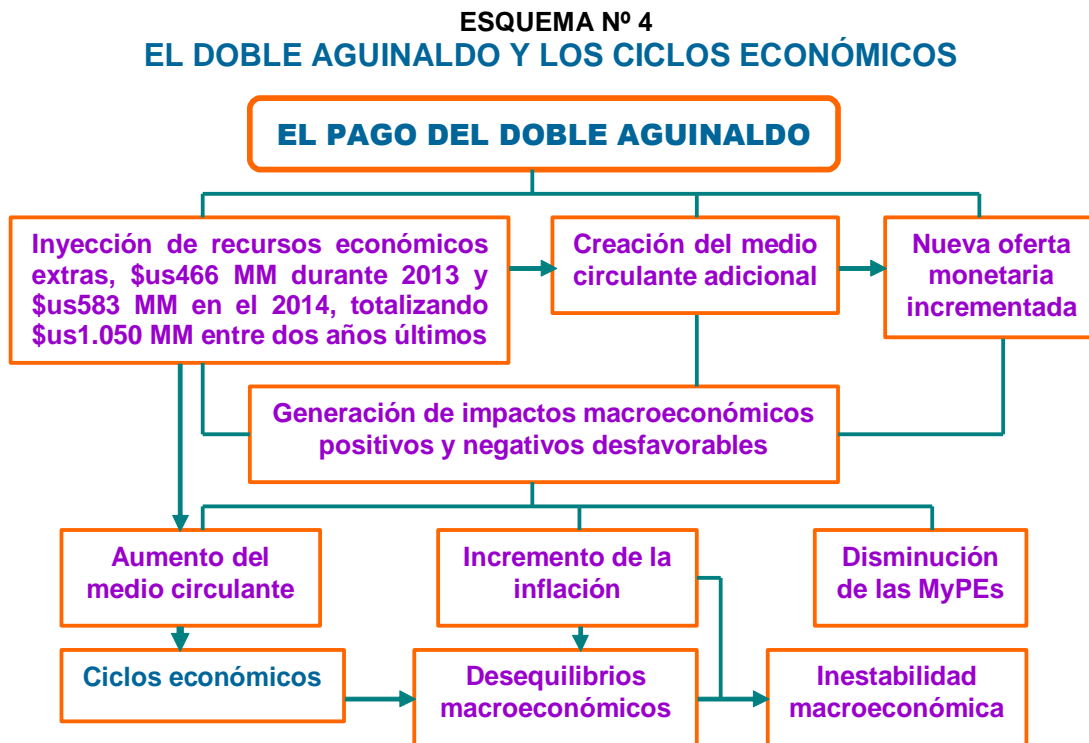 ESQUEMA Nº 4
EL DOBLE AGUINALDO Y LOS CICLOS ECONÓMICOS
EL PAGO DEL DOBLE AGUINALDO
Inyección de recursos económicos
extras, $us466 MM durante 2013 y
$us583 MM en el 2014, totalizando
$us1.050 MM entre dos años últimos
Creación del medio
circulante adicional
Nueva oferta
monetaria
incrementada
Generación de impactos macroeconómicos
positivos y negativos desfavorables
Aumento del
medio circulante
Incremento de la
inflación
Disminución
de las MyPEs
Ciclos económicos
Desequilibrios
macroeconómicos
Inestabilidad
macroeconómica